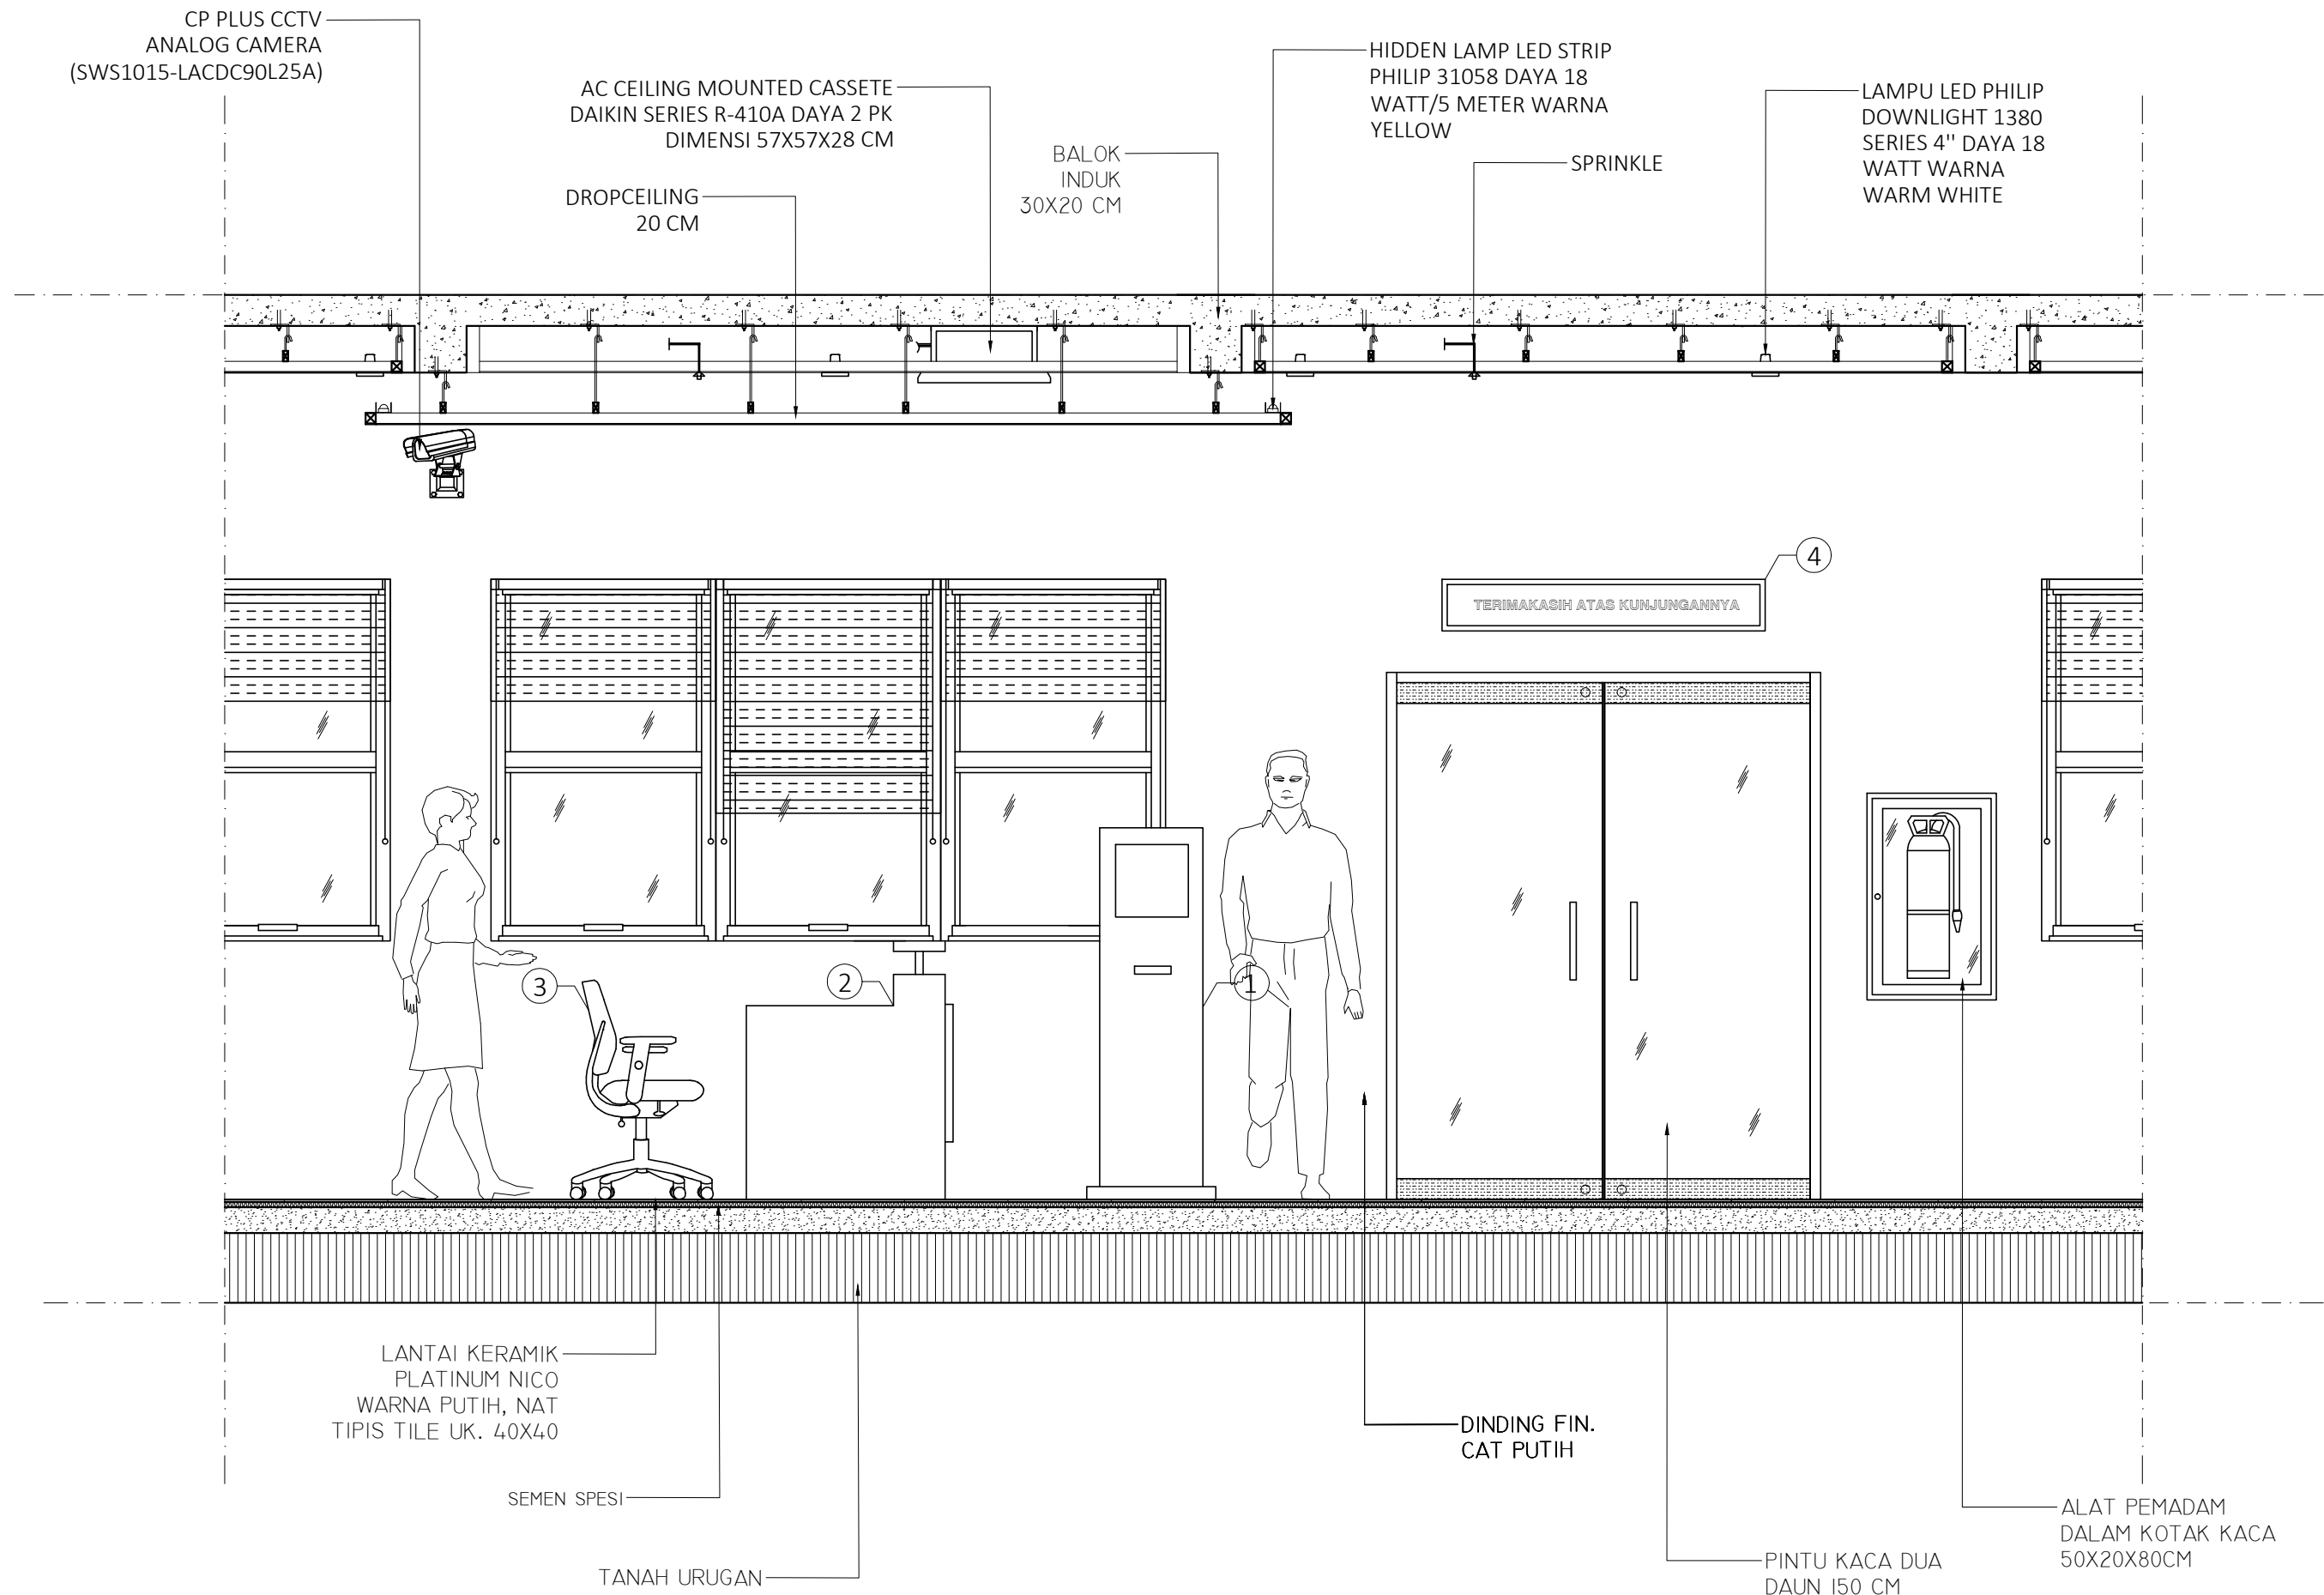 CP PLUS CCTV
ANALOG CAMERA
(SWS1015-LACDC90L25A)
AC CEILING MOUNTED CASSETE
DAIKIN SERIES R-410A DAYA 2 PK
DIMENSI 57X57X28 CM
DROPCEILING
20 CM
BALOK
INDUK
30X20 CM
HIDDEN LAMP LED STRIP
PHILIP 31058 DAYA 18
WATT/5 METER WARNA
YELLOW
SPRINKLE
LAMPU LED PHILIP
DOWNLIGHT 1380
SERIES 4'' DAYA 18
WATT WARNA
WARM WHITE
4
TERIMAKASIH ATAS KUNJUNGANNYA
3
2
1
LANTAI KERAMIK
PLATINUM NICO
WARNA PUTIH, NAT
TIPIS TILE UK. 40X40
SEMEN SPESI
TANAH URUGAN
DINDING FIN.
CAT PUTIH
PINTU KACA DUA
DAUN 150 CM
ALAT PEMADAM
DALAM KOTAK KACA
50X20X80CM